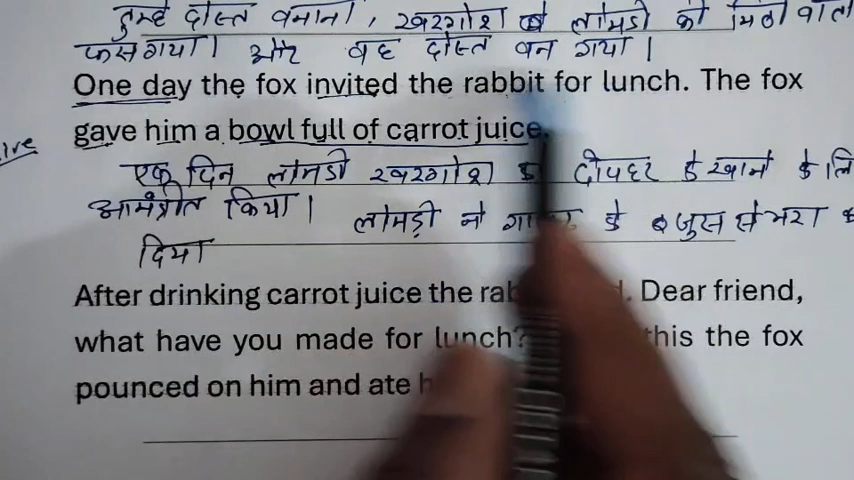 तुम्हे दोस्त बनाना, खरगोश लोमडी की मिठी
फस गया। और वह दोस्त बन गया।
One day the fox invited the rabbit for lunch. The fox
gave him a bowl full of carrot juice.
एक दिन लोमडी खरगोश दोपहर के खाने के
आमंत्रीत किया। लोमड़ी ने के जुस से भरा
दिया
After drinking carrot juice the . Dear friend,
what have you made for lunch? this the fox
pounced on him and ate